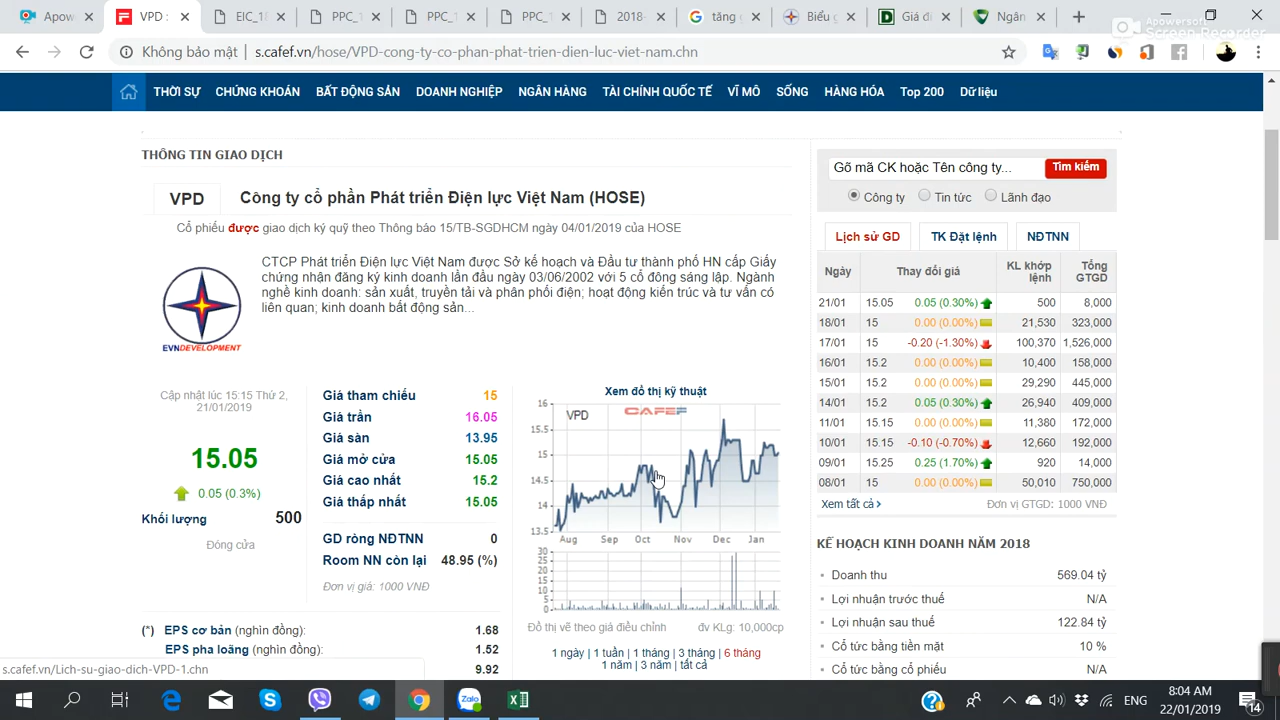 Apow
VPD :
EIC_1
PPC_
PPC_
PPC_
2018-
tăng
Biểu
Giá d
Ngân
Apowersoft
Screen Recorder
Không bảo mật | s.cafef.vn/hose/VPD-cong-ty-co-phan-phat-trien-dien-luc-viet-nam.chn
THỜI SỰ CHỨNG KHOÁN BẤT ĐỘNG SẢN DOANH NGHIỆP NGÂN HÀNG TÀI CHÍNH QUỐC TẾ VĨ MÔ SỐNG HÀNG HÓA Top 200 Dữ liệu
THÔNG TIN GIAO DỊCH
VPD Công ty cổ phần Phát triển Điện lực Việt Nam (HOSE)
Cổ phiếu được giao dịch ký quỹ theo Thông báo 15/TB-SGDHCM ngày 04/01/2019 của HOSE
CTCP Phát triển Điện lực Việt Nam được Sở kế hoạch và Đầu tư thành phố HN cấp Giấy
chứng nhận đăng ký kinh doanh lần đầu ngày 03/06/2002 với 5 cổ đông sáng lập. Ngành
nghề kinh doanh: sản xuất, truyền tải và phân phối điện; hoạt động kiến trúc và tư vấn có
liên quan; kinh doanh bất động sản...
EVNDEVELOPMENT
Cập nhật lúc 15:15 Thứ 2,
21/01/2019
15.05
0.05 (0.3%)
Khối lượng 500
Đóng cửa
Giá tham chiếu 15
Giá trần 16.05
Giá sàn 13.95
Giá mở cửa 15.05
Giá cao nhất 15.2
Giá thấp nhất 15.05
GD ròng NĐTNN 0
Room NN còn lại 48.95 (%)
Đơn vị giá: 1000 VNĐ
Xem đồ thị kỹ thuật
VPD CAFEF
16
15.5
15
14.5
14
13.5
Aug Sep Oct Nov Dec Jan
30
25
20
15
10
5
0
Đồ thị vẽ theo giá điều chỉnh đv KLg: 10,000cp
1 ngày | 1 tuần | 1 tháng | 3 tháng | 6 tháng
1 năm | 3 năm | tất cả
(*) EPS cơ bản (nghìn đồng): 1.68
EPS pha loãng (nghìn đồng): 1.52
9.92
Gõ mã CK hoặc Tên công ty... Tìm kiếm
Công ty Tin tức Lãnh đạo
Lịch sử GD TK Đặt lệnh NĐTNN
Ngày Thay đổi giá KL khớp lệnh Tổng GTGD
21/01 15.05 0.05 (0.30%) 500 8,000
18/01 15 0.00 (0.00%) 21,530 323,000
17/01 15 -0.20 (-1.30%) 100,370 1,526,000
16/01 15.2 0.00 (0.00%) 10,400 158,000
15/01 15.2 0.00 (0.00%) 29,290 445,000
14/01 15.2 0.05 (0.30%) 26,940 409,000
11/01 15.15 0.00 (0.00%) 11,380 172,000
10/01 15.15 -0.10 (-0.70%) 12,660 192,000
09/01 15.25 0.25 (1.70%) 920 14,000
08/01 15 0.00 (0.00%) 50,010 750,000
Xem tất cả Đơn vị GTGD: 1000 VNĐ
KẾ HOẠCH KINH DOANH NĂM 2018
Doanh thu 569.04 tỷ
Lợi nhuận trước thuế N/A
Lợi nhuận sau thuế 122.84 tỷ
Cổ tức bằng tiền mặt 10 %
Cổ tức bằng cổ phiếu N/A
s.cafef.vn/Lich-su-giao-dich-VPD-1.chn
Zalo
ENG
8:04 AM
22/01/2019
14